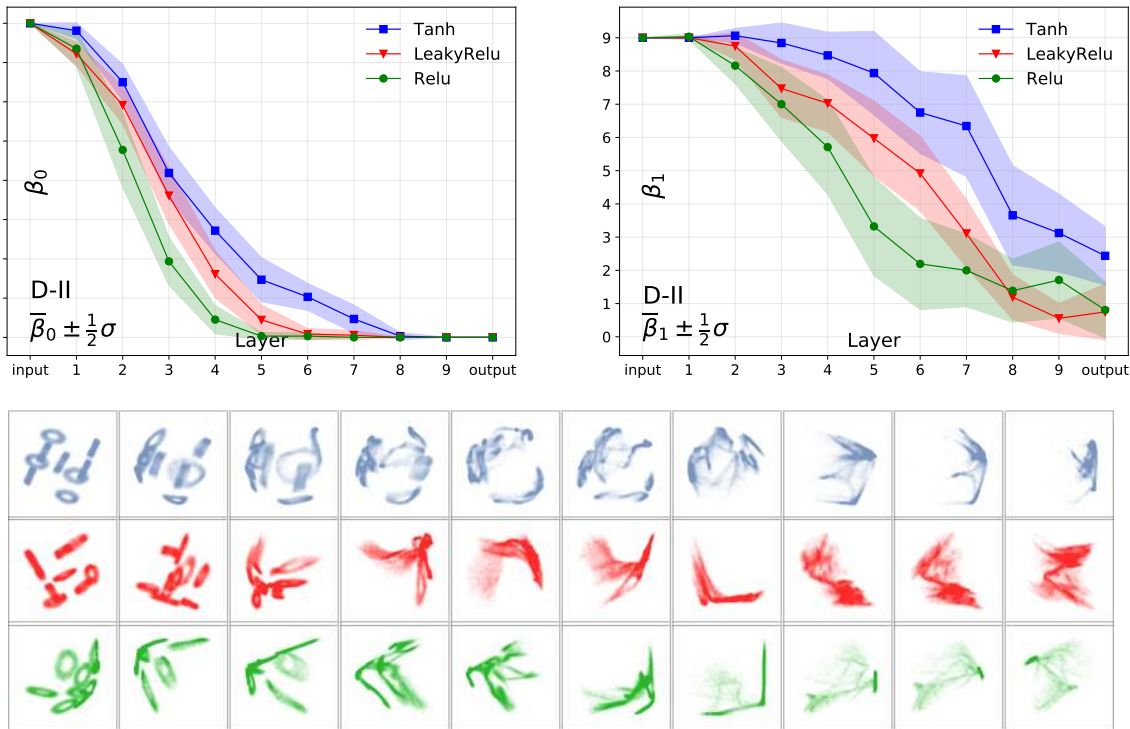 Tanh
LeakyRelu
Relu
β₀
D-II
β̅₀ ± ½σ
Layer
input 1 2 3 4 5 6 7 8 9 output
Tanh
LeakyRelu
Relu
9
8
7
6
5
4
3
2
1
0
β₁
D-II
β̅₁ ± ½σ
Layer
input 1 2 3 4 5 6 7 8 9 output